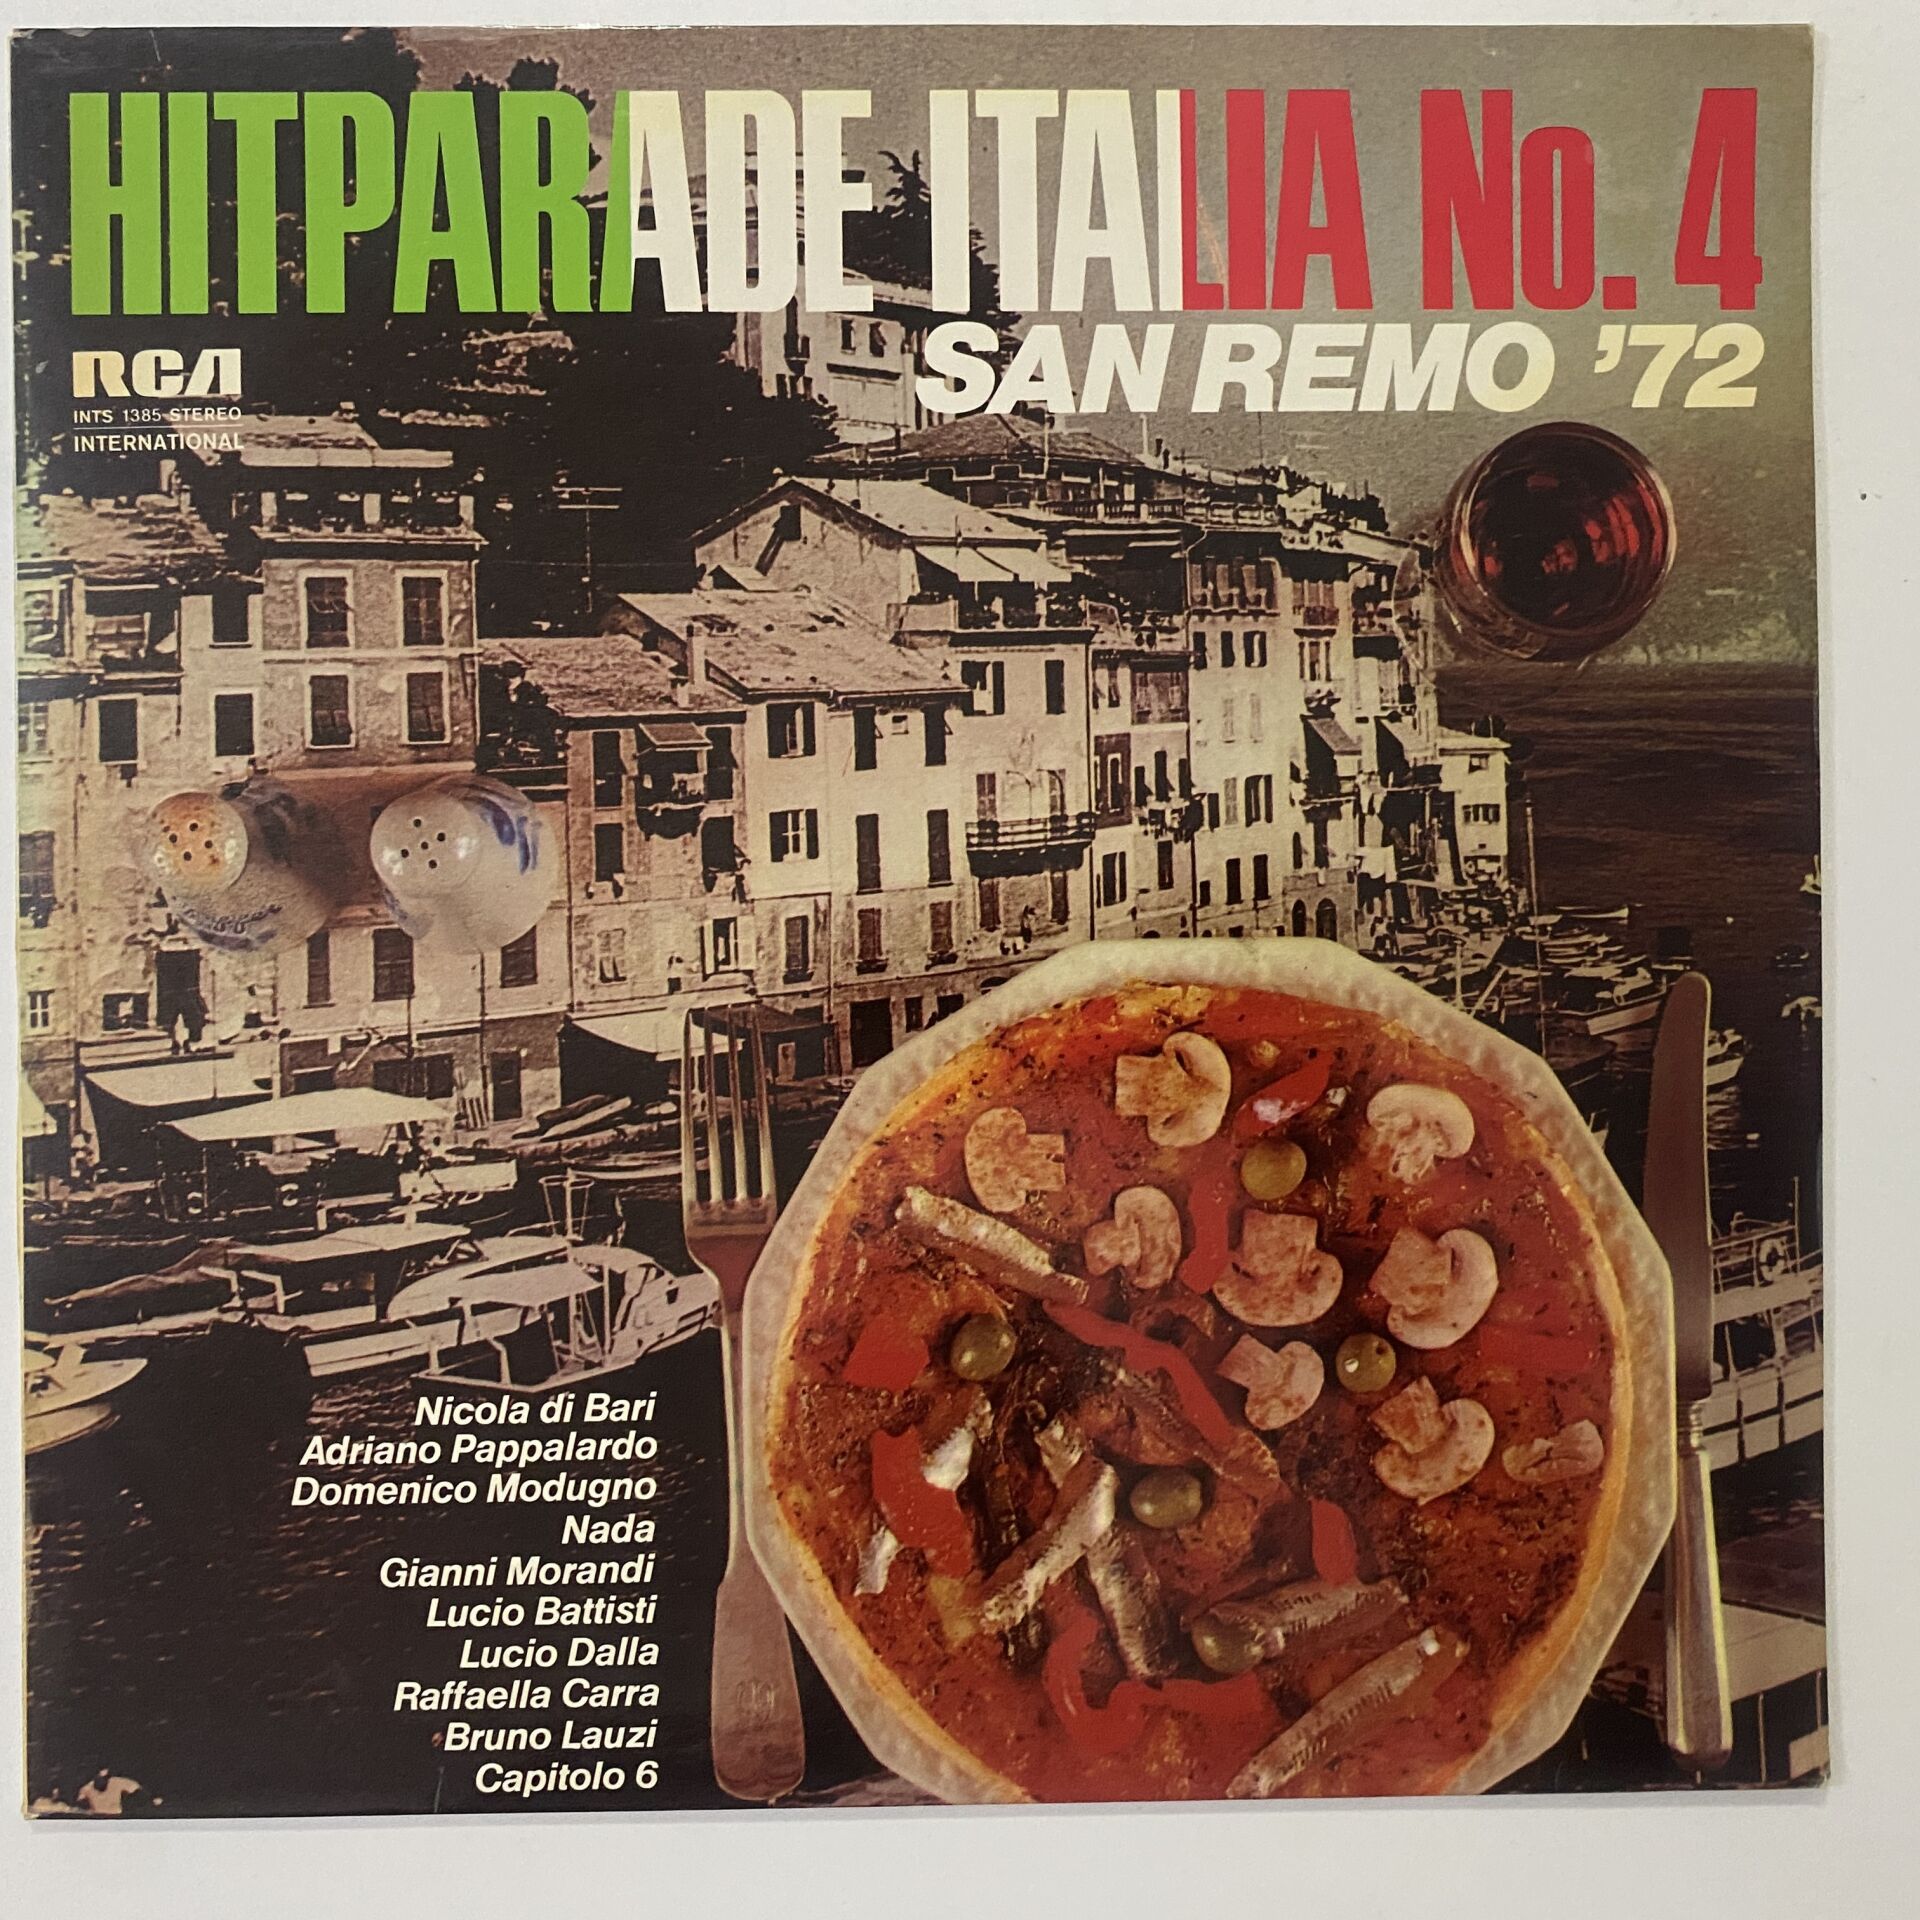 HITPARADE ITALIA No. 4
SAN REMO '72
RCA
INTS 1385 STEREO
INTERNATIONAL
Nicola di Bari
Adriano Pappalardo
Domenico Modugno
Nada
Gianni Morandi
Lucio Battisti
Lucio Dalla
Raffaella Carra
Bruno Lauzi
Capitolo 6